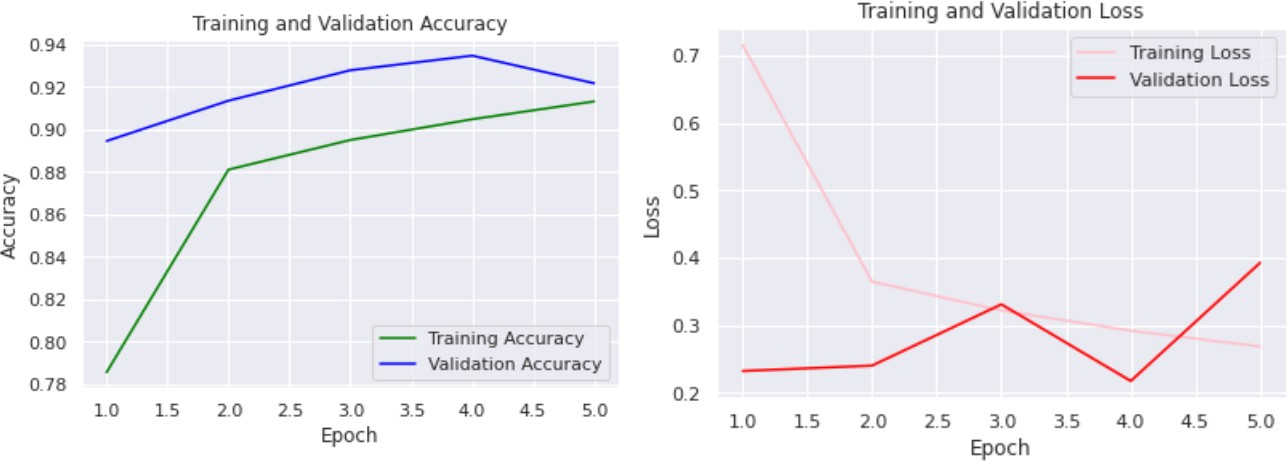 Training and Validation Accuracy
0.94
0.92
0.90
0.88
0.86
0.84
0.82
0.80
0.78
Accuracy
Training Accuracy
Validation Accuracy
1.0 1.5 2.0 2.5 3.0 3.5 4.0 4.5 5.0
Epoch
Training and Validation Loss
0.7
0.6
0.5
0.4
0.3
0.2
Loss
Training Loss
Validation Loss
1.0 1.5 2.0 2.5 3.0 3.5 4.0 4.5 5.0
Epoch